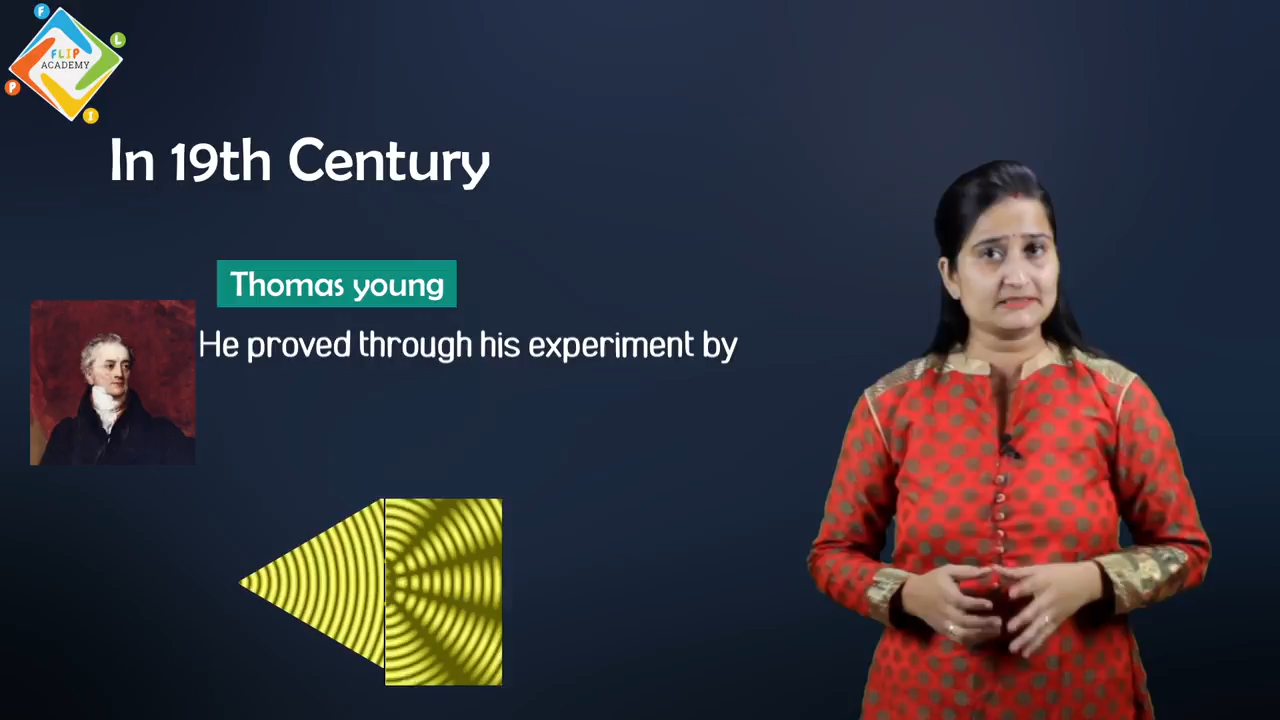 F
L
FLIP
ACADEMY
P
I
In 19th Century
Thomas young
He proved through his experiment by